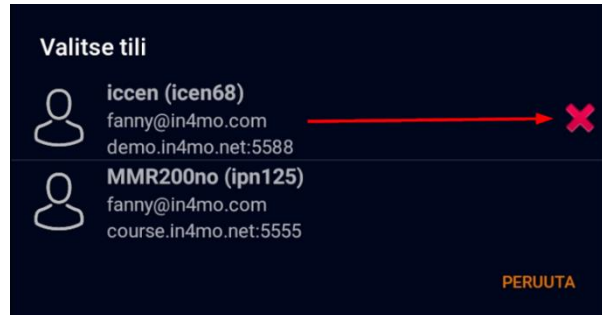 Valitse tili
iccen (icen68)
fanny@in4mo.com
demo.in4mo.net:5588
MMR200no (ipn125)
fanny@in4mo.com
course.in4mo.net:5555
PERUUTA